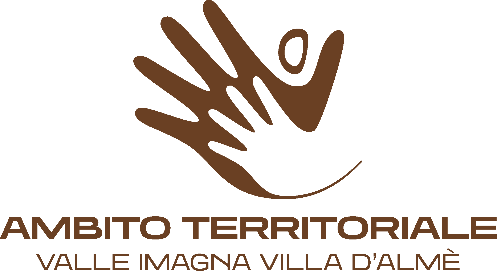 AMBITO TERRITORIALE
VALLE IMAGNA VILLA D'ALMÈ